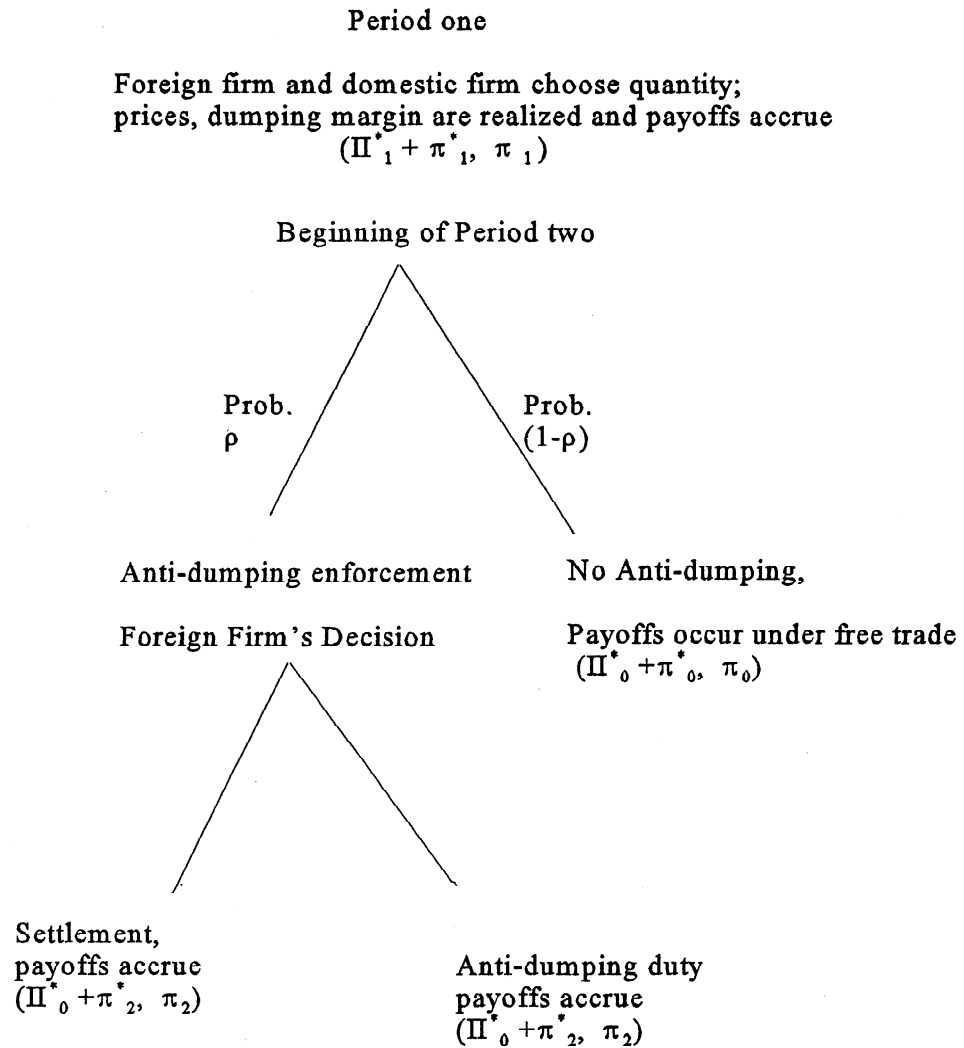 Period one
Foreign firm and domestic firm choose quantity;
prices, dumping margin are realized and payoffs accrue
(Π*₁ + π*₁, π ₁)
Beginning of Period two
Prob.
ρ
Prob.
(1-ρ)
Anti-dumping enforcement
No Anti-dumping,
Foreign Firm's Decision
Payoffs occur under free trade
(Π*₀ +π*₀, π₀)
Settlement,
payoffs accrue
(Π*₀ +π*₂, π₂)
Anti-dumping duty
payoffs accrue
(Π*₀ +π*₂, π₂)